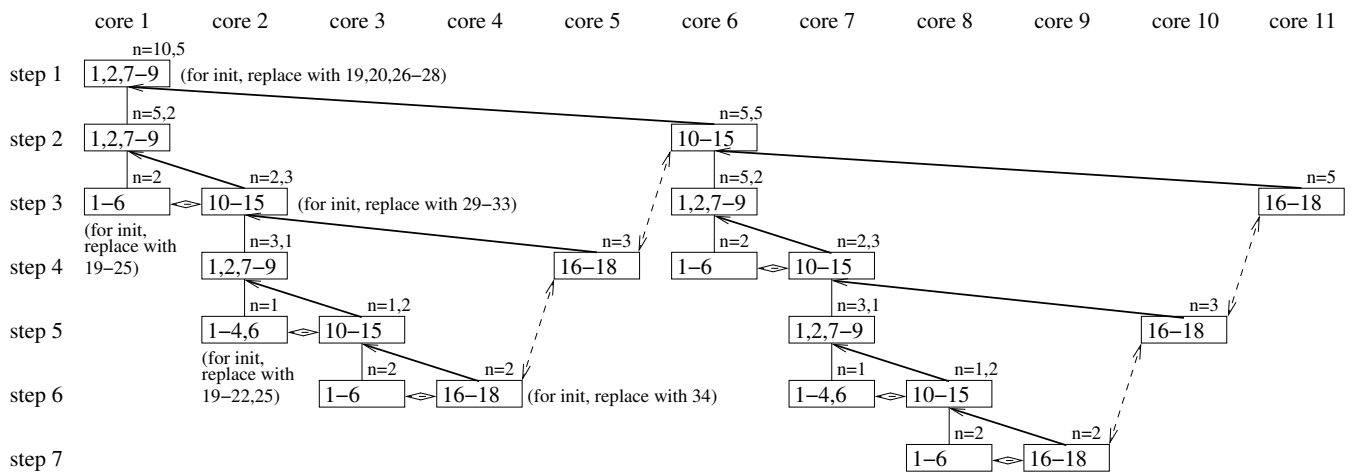 core 1 core 2 core 3 core 4 core 5 core 6 core 7 core 8 core 9 core 10 core 11
n=10,5
step 1 1,2,7−9 (for init, replace with 19,20,26−28)
n=5,2 n=5,5
step 2 1,2,7−9 10−15
n=2 n=2,3 n=5,2 n=5
step 3 1−6 10−15 (for init, replace with 29−33) 1,2,7−9 16−18
(for init,
replace with
19−25)
n=3,1 n=3 n=2 n=2,3
step 4 1,2,7−9 16−18 1−6 10−15
n=1 n=1,2 n=3,1 n=3
step 5 1−4,6 10−15 1,2,7−9 16−18
(for init,
replace with
19−22,25)
n=2 n=2 n=1 n=1,2
step 6 1−6 16−18 (for init, replace with 34) 1−4,6 10−15
n=2 n=2
step 7 1−6 16−18